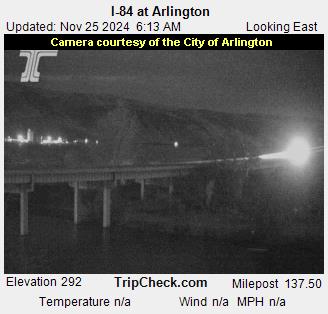 I-84 at Arlington
Updated: Nov 25 2024 6:13 AM Looking East
Camera courtesy of the City of Arlington
Elevation 292 TripCheck.com Milepost 137.50
Temperature n/a Wind n/a MPH n/a